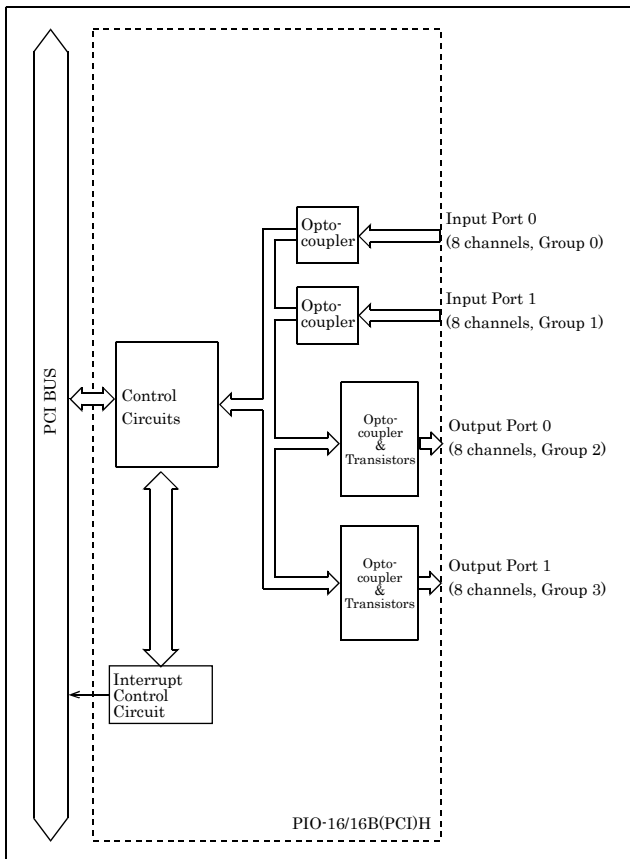 Opto-
coupler
Input Port 0
(8 channels, Group 0)
Opto-
coupler
Input Port 1
(8 channels, Group 1)
PCI BUS
Control
Circuits
Opto-
coupler
&
Transistors
Output Port 0
(8 channels, Group 2)
Opto-
coupler
&
Transistors
Output Port 1
(8 channels, Group 3)
Interrupt
Control
Circuit
PIO-16/16B(PCI)H